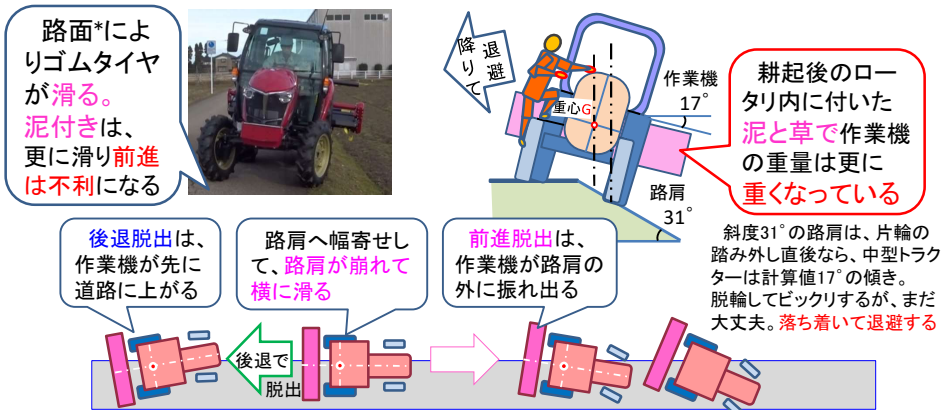 路面*によ
りゴムタイヤ
が滑る。
泥付きは、
更に滑り前進
は不利になる
退避
降りて
重心G
作業機
17°
路肩
31°
耕起後のロー
タリ内に付いた
泥と草で作業機
の重量は更に
重くなっている
斜度31°の路肩は、片輪の
踏み外し直後なら、中型トラク
ターは計算値17°の傾き。
脱輪してビックリするが、まだ
大丈夫。落ち着いて退避する
後退脱出は、
作業機が先に
道路に上がる
路肩へ幅寄せし
て、路肩が崩れて
横に滑る
前進脱出は、
作業機が路肩の
外に振れ出る
後退で
脱出